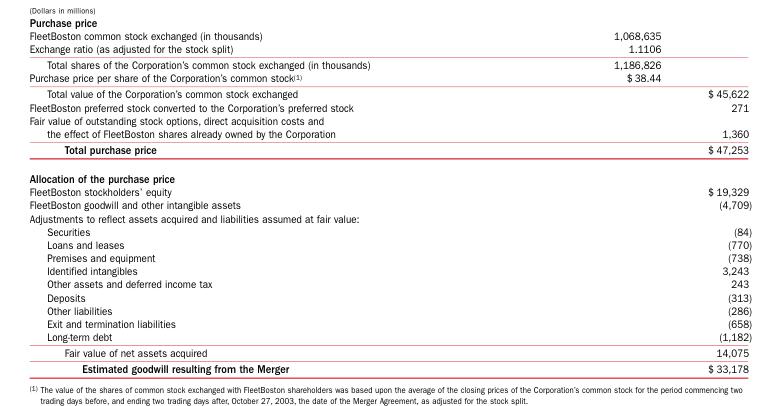 (Dollars in millions)
Purchase price
FleetBoston common stock exchanged (in thousands) 1,068,635
Exchange ratio (as adjusted for the stock split) 1.1106
Total shares of the Corporation's common stock exchanged (in thousands) 1,186,826
Purchase price per share of the Corporation's common stock(1) $ 38.44
Total value of the Corporation's common stock exchanged $ 45,622
FleetBoston preferred stock converted to the Corporation's preferred stock 271
Fair value of outstanding stock options, direct acquisition costs and
the effect of FleetBoston shares already owned by the Corporation 1,360
Total purchase price $ 47,253
Allocation of the purchase price
FleetBoston stockholders' equity $ 19,329
FleetBoston goodwill and other intangible assets (4,709)
Adjustments to reflect assets acquired and liabilities assumed at fair value:
Securities (84)
Loans and leases (770)
Premises and equipment (738)
Identified intangibles 3,243
Other assets and deferred income tax 243
Deposits (313)
Other liabilities (286)
Exit and termination liabilities (658)
Long-term debt (1,182)
Fair value of net assets acquired 14,075
Estimated goodwill resulting from the Merger $ 33,178
(1) The value of the shares of common stock exchanged with FleetBoston shareholders was based upon the average of the closing prices of the Corporation's common stock for the period commencing two
trading days before, and ending two trading days after, October 27, 2003, the date of the Merger Agreement, as adjusted for the stock split.